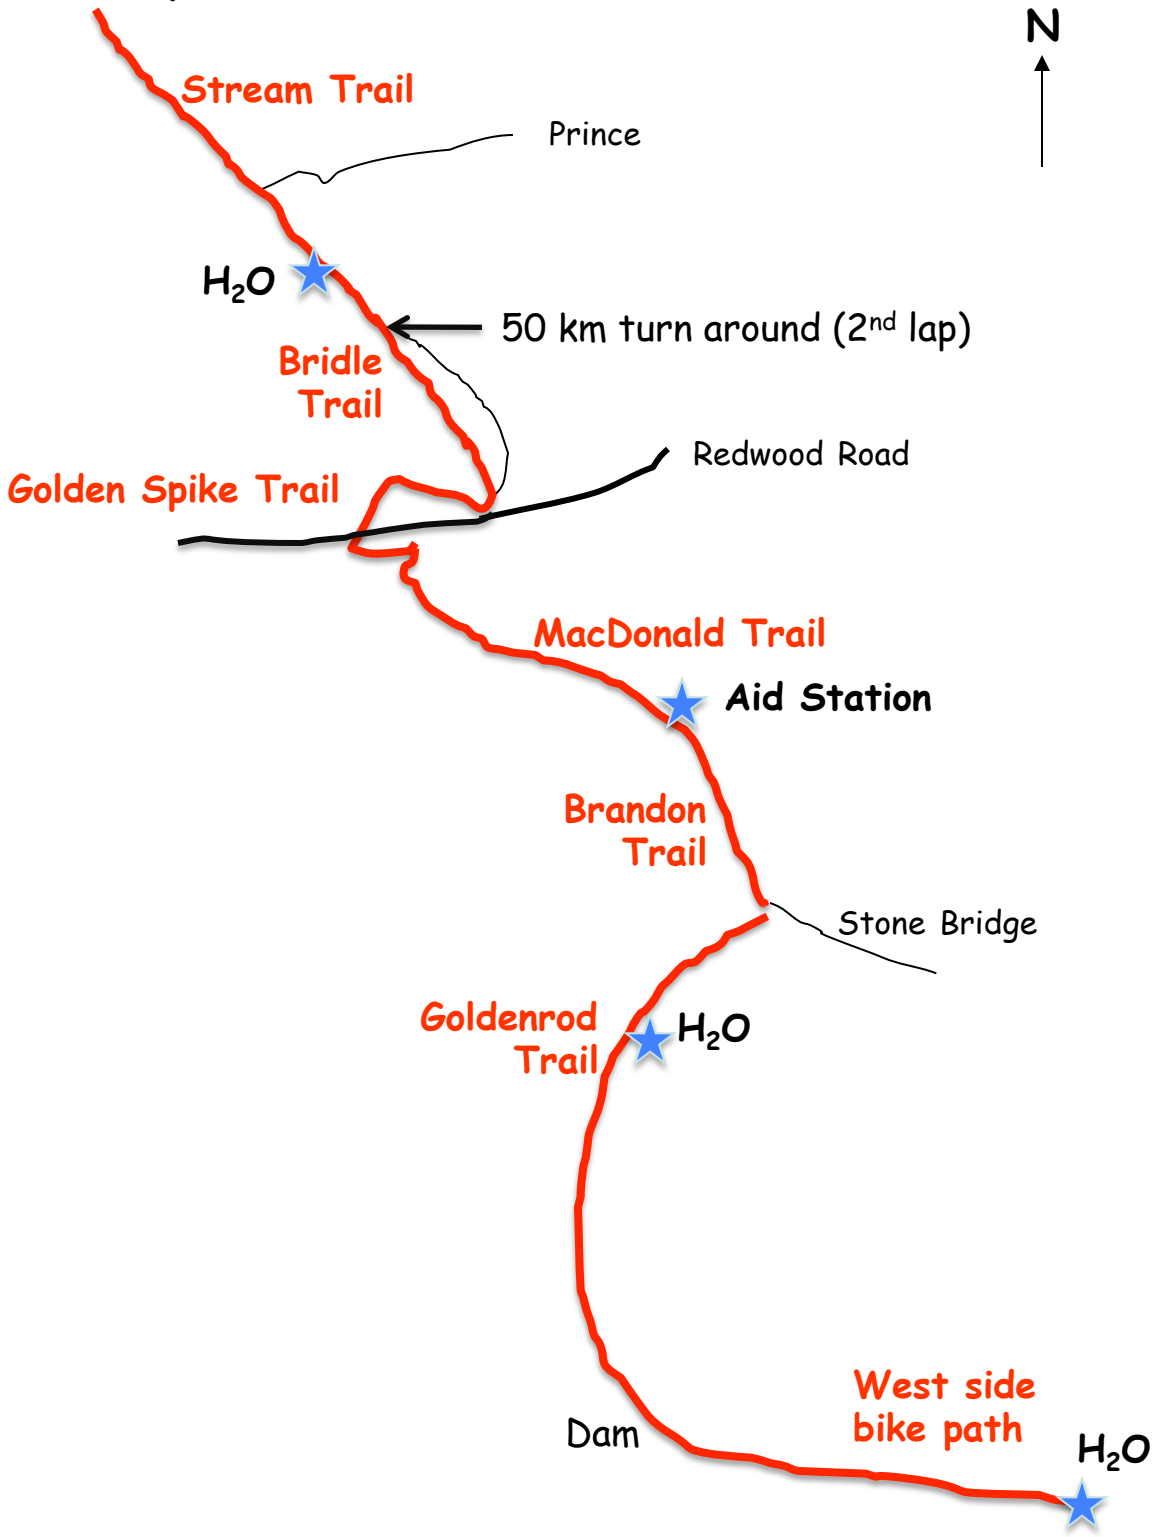 N
Stream Trail
Prince
H₂O
50 km turn around (2nd lap)
Bridle
Trail
Redwood Road
Golden Spike Trail
MacDonald Trail
Aid Station
Brandon
Trail
Stone Bridge
Goldenrod
Trail
H₂O
West side
bike path
Dam
H₂O